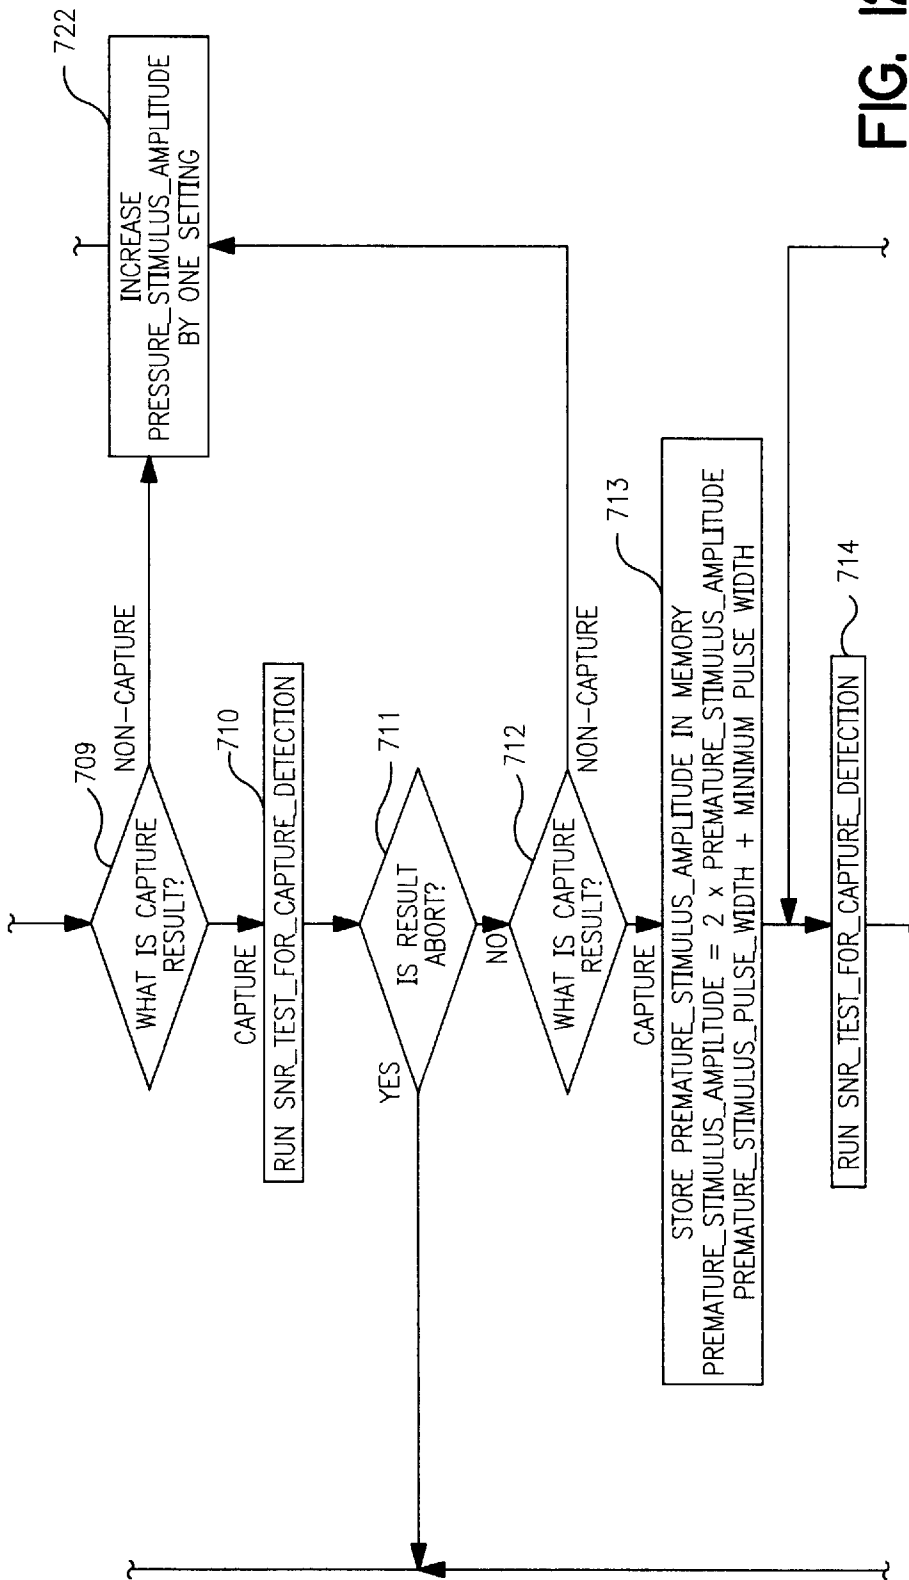 722
INCREASE
PRESSURE_STIMULUS_AMPLITUDE
BY ONE SETTING
709
WHAT IS CAPTURE
RESULT?
NON-CAPTURE
CAPTURE
710
RUN SNR_TEST_FOR_CAPTURE_DETECTION
711
IS RESULT
ABORT?
YES
NO
712
WHAT IS CAPTURE
RESULT?
NON-CAPTURE
CAPTURE
713
STORE PREMATURE_STIMULUS_AMPLITUDE IN MEMORY
PREMATURE_STIMULUS_AMPILTUDE = 2 x PREMATURE_STIMULUS_AMPLITUDE
PREMATURE_STIMULUS_PULSE_WIDTH + MINIMUM PULSE WIDTH
714
RUN SNR_TEST_FOR_CAPTURE_DETECTION
FIG.